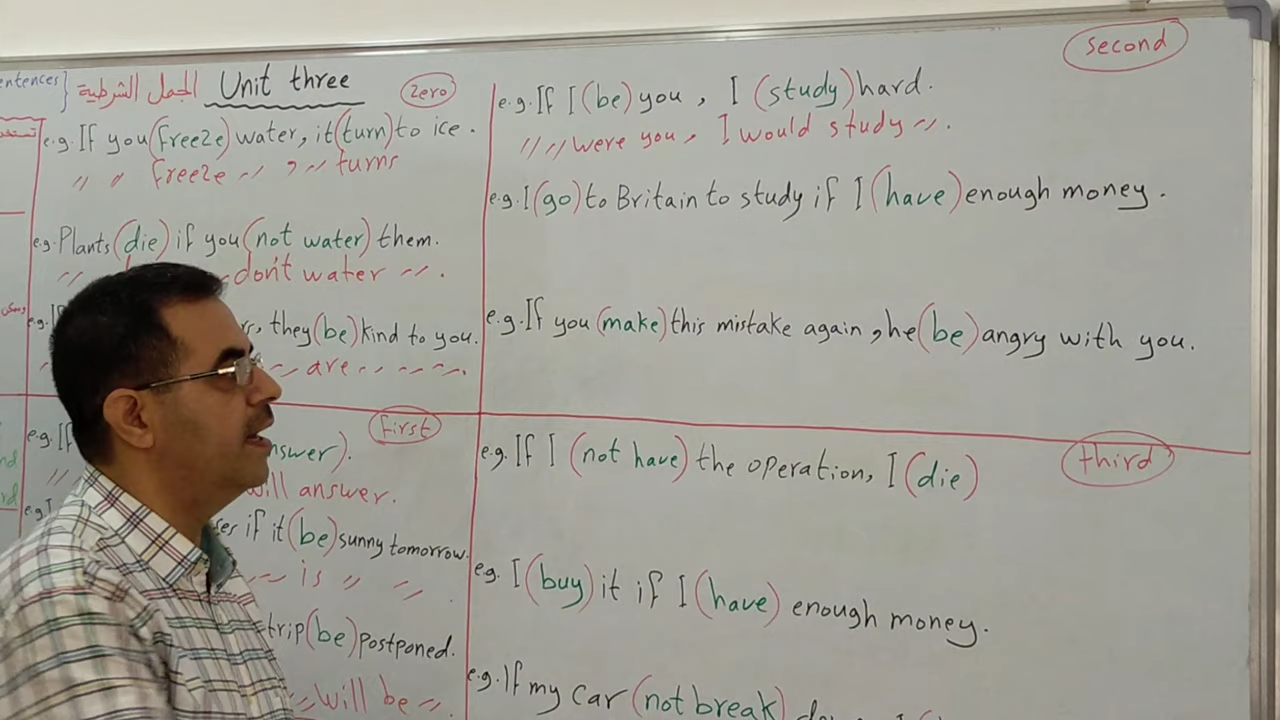 entences}
الجمل الشرطية
Unit three
zero
e.g. If you (freeze) water, it (turn) to ice.
〃 〃 freeze 〃 , 〃 turns
e.g. Plants (die) if you (not water) them.
〃 don't water 〃 .
e.g. If
, they (be) kind to you.
〃 are 〃 〃 〃 .
first
e.g. If
nswer).
will answer.
e.g. I
if it (be) sunny tomorrow.
〃 is 〃 〃 .
trip (be) postponed.
〃 will be 〃 .
second
e.g. If I (be) you, I (study) hard.
〃 〃 were you, I would study 〃 .
e.g. I (go) to Britain to study if I (have) enough money.
e.g. If you (make) this mistake again, he (be) angry with you.
third
e.g. If I (not have) the operation, I (die)
e.g. I (buy) it if I (have) enough money.
e.g. If my car (not break)